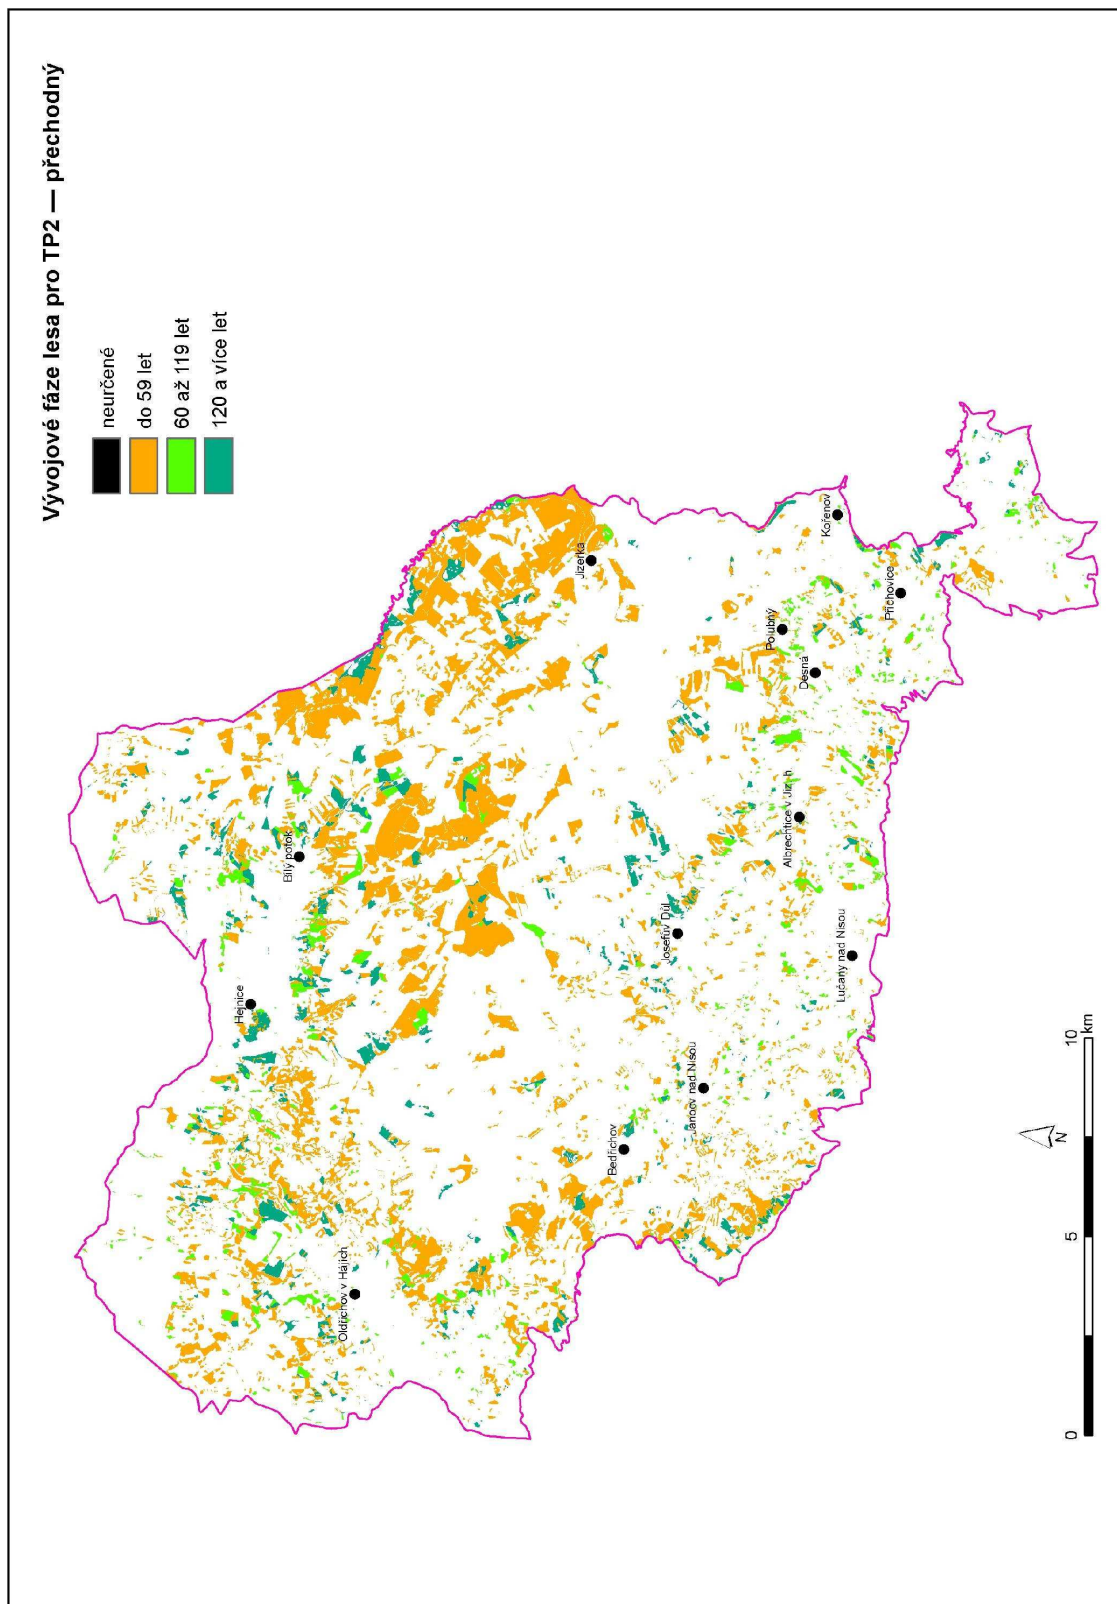 Vývojové fáze lesa pro TP2 — přechodný
neurčené
do 59 let
60 až 119 let
120 a více let
Hejnice
Bílý potok
Oldřichov v Hájích
Jizerka
Bedřichov
Janocv nad Nisou
Josefův Důl
Polubný
Kořenov
Desná
Příchovice
Albrechtice v Jiz. h
Lučany nad Nisou
N
0
5
10
km